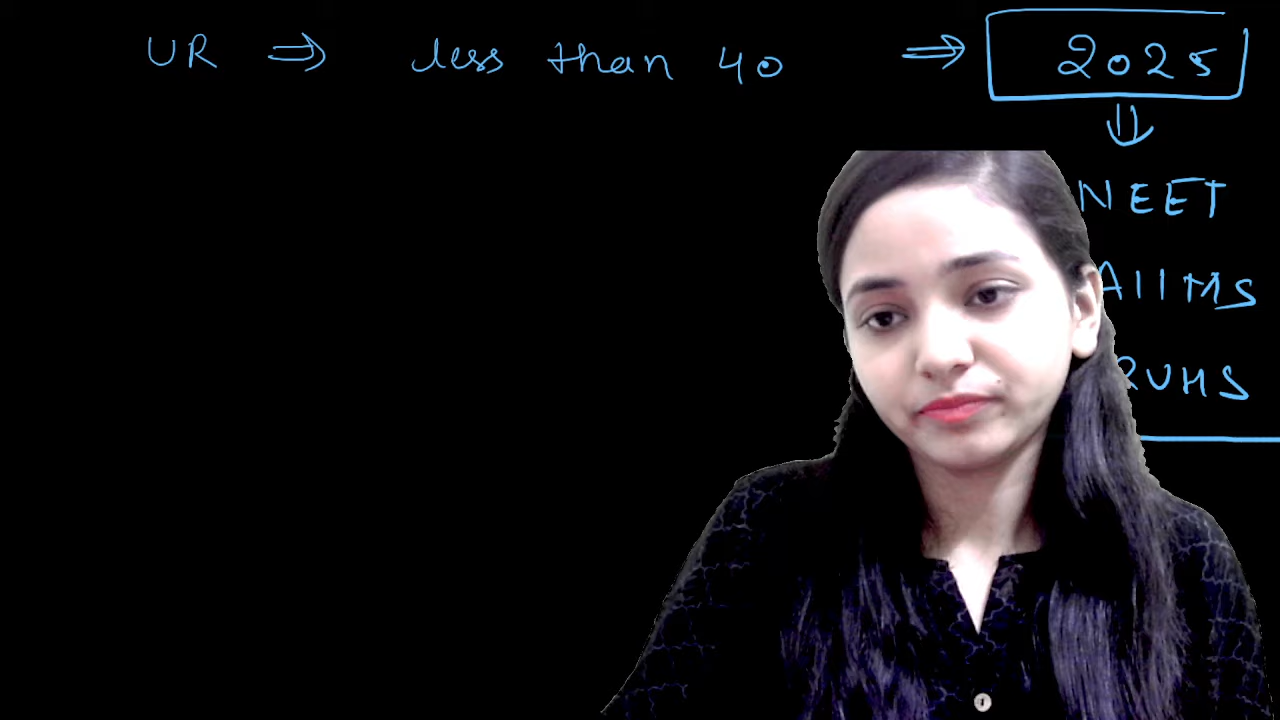 UR ⇒ less than 40 ⇒ 2025
⇓
NEET
AIIMS
RUHS